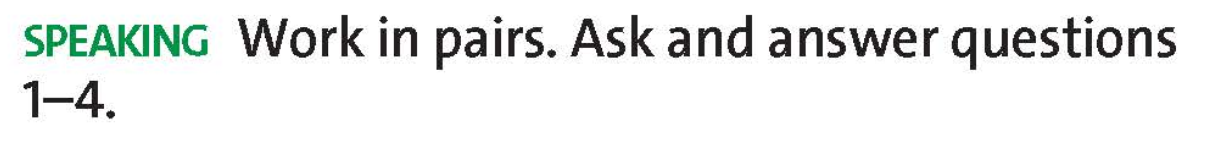 SPEAKING Work in pairs. Ask and answer questions
1–4.